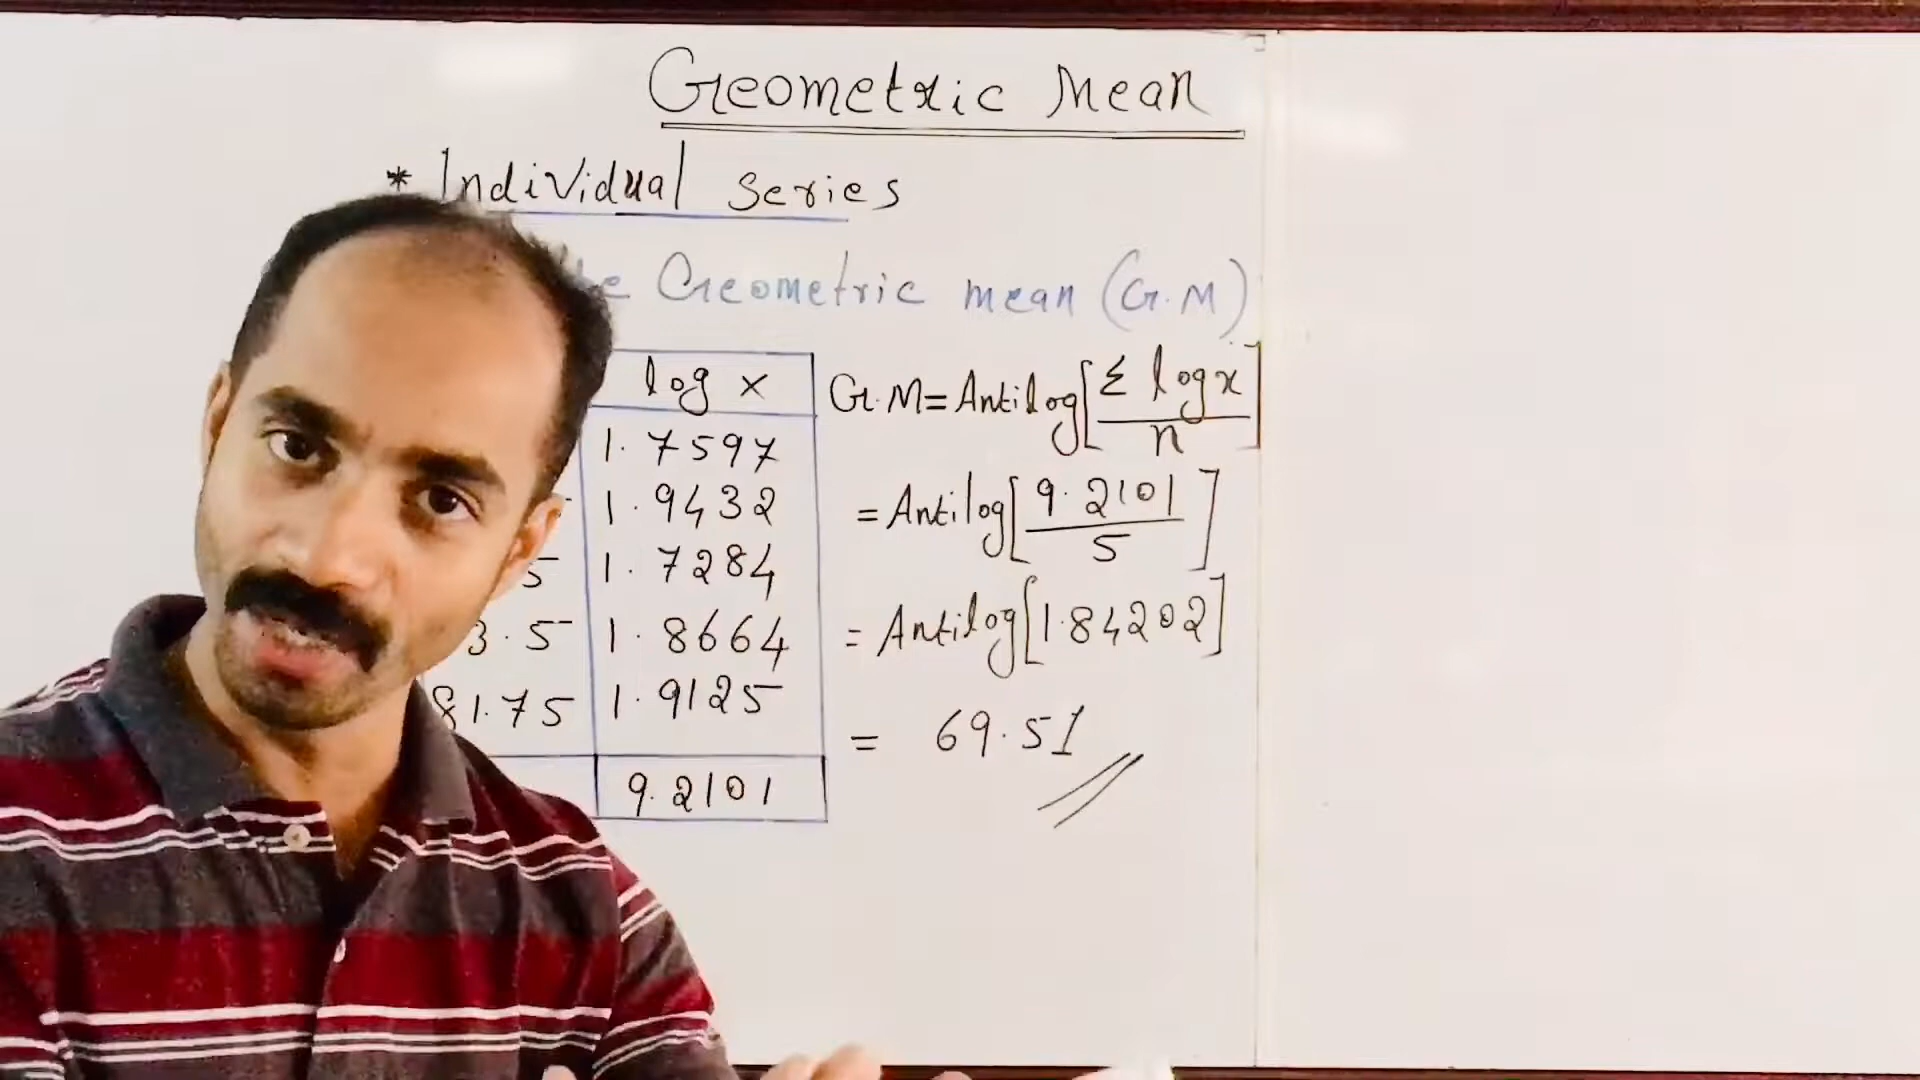 Geometric Mean
* Individual Series
Geometric mean (G.M)
log x
1.7597
1.9432
5 1.7284
3.5 1.8664
81.75 1.9125
9.2101
G.M = Antilog[Σ log x / n]
= Antilog[9.2101 / 5]
= Antilog[1.84202]
= 69.51